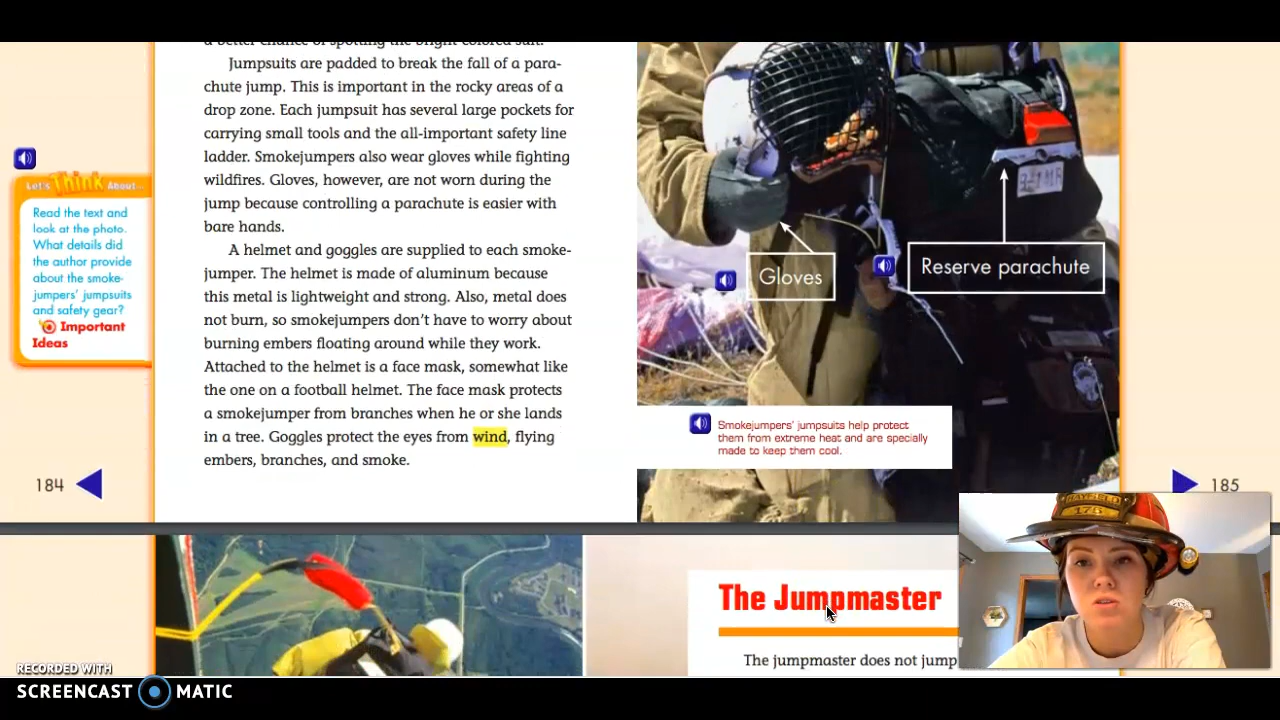 a better chance of spotting the bright-colored suit.
Jumpsuits are padded to break the fall of a para-
chute jump. This is important in the rocky areas of a
drop zone. Each jumpsuit has several large pockets for
carrying small tools and the all-important safety line
ladder. Smokejumpers also wear gloves while fighting
wildfires. Gloves, however, are not worn during the
jump because controlling a parachute is easier with
bare hands.
A helmet and goggles are supplied to each smoke-
jumper. The helmet is made of aluminum because
this metal is lightweight and strong. Also, metal does
not burn, so smokejumpers don't have to worry about
burning embers floating around while they work.
Attached to the helmet is a face mask, somewhat like
the one on a football helmet. The face mask protects
a smokejumper from branches when he or she lands
in a tree. Goggles protect the eyes from wind, flying
embers, branches, and smoke.
Let's Think About...
Read the text and
look at the photo.
What details did
the author provide
about the smoke-
jumpers' jumpsuits
and safety gear?
Important
Ideas
184
Gloves
Reserve parachute
Smokejumpers' jumpsuits help protect
them from extreme heat and are specially
made to keep them cool.
185
The Jumpmaster
The jumpmaster does not jump
175
RECORDED WITH
SCREENCAST MATIC